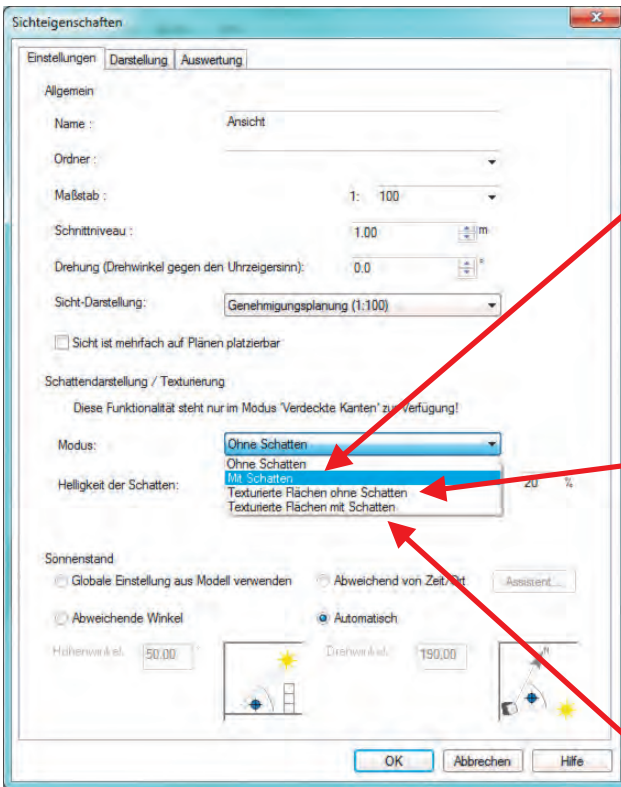 Sichteigenschaften
Einstellungen Darstellung Auswertung
Allgemein
Name : Ansicht
Ordner :
Maßstab : 1: 100
Schnittniveau : 1.00 m
Drehung (Drehwinkel gegen den Uhrzeigersinn): 0.0 °
Sicht-Darstellung: Genehmigungsplanung (1:100)
Sicht ist mehrfach auf Plänen platzierbar
Schattendarstellung / Texturierung
Diese Funktionalität steht nur im Modus 'Verdeckte Kanten' zur Verfügung!
Modus: Ohne Schatten
Ohne Schatten
Mit Schatten
Helligkeit der Schatten: 20 %
Texturierte Flächen ohne Schatten
Texturierte Flächen mit Schatten
Sonnenstand
Globale Einstellung aus Modell verwenden Abweichend von Zeit/Ort Assistent...
Abweichende Winkel Automatisch
Höhenwinkel: 50.00 ° Drehwinkel: 190.00 °
OK Abbrechen Hilfe